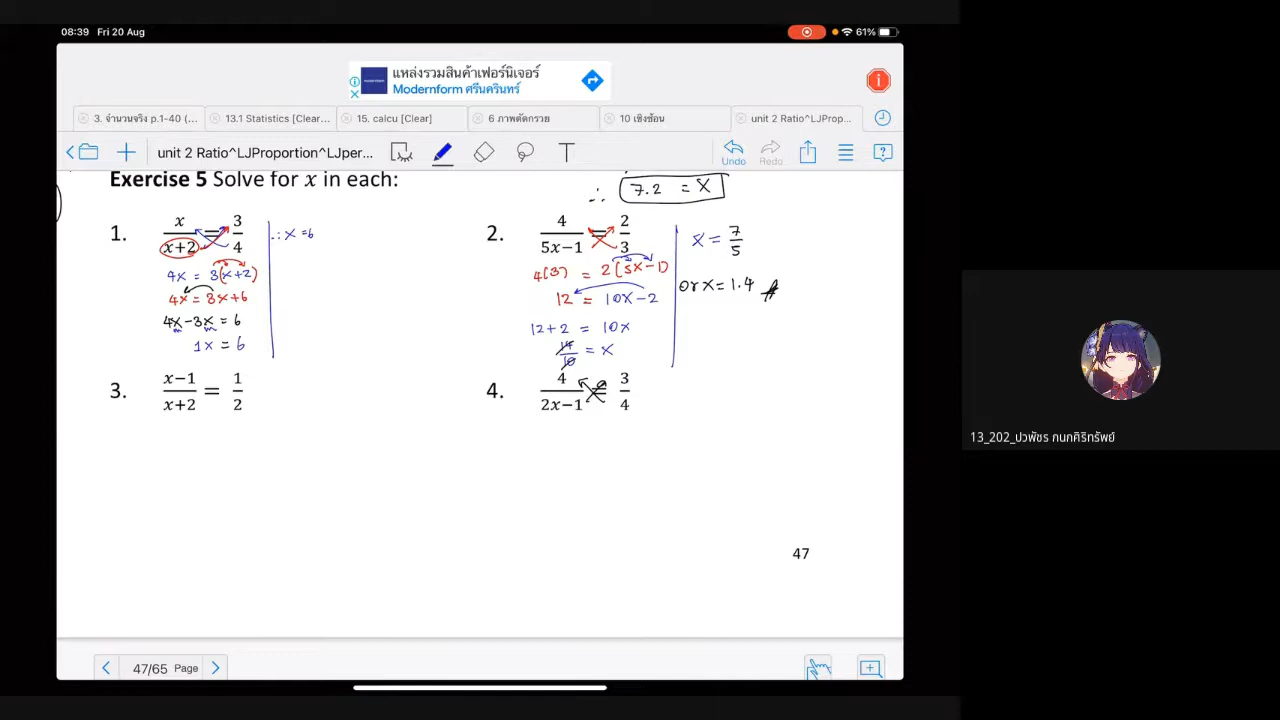 08:39 Fri 20 Aug
61%
แหล่งรวมสินค้าเฟอร์นิเจอร์
Modernform ศรีนครินทร์
3. จำนวนจริง p.1-40 (...
13.1 Statistics [Clear...
15. calcu [Clear]
6 ภาพตัดกรวย
10 เชิงซ้อน
unit 2 Ratio^LJProp...
unit 2 Ratio^LJProportion^LJper...
T
Undo
Redo
Exercise 5 Solve for x in each:
∴ 7.2 = x
1. x/(x+2) = 3/4
4x = 3(x+2)
4x = 3x+6
4x-3x = 6
1x = 6
∴ x = 6
2. 4/(5x-1) = 2/3
4(3) = 2(5x-1)
12 = 10x-2
12+2 = 10x
14/10 = x
x = 7/5
or x = 1.4 #
3. (x-1)/(x+2) = 1/2
4. 4/(2x-1) = 3/4
47
47/65 Page
13_202_ปวพัชร กนกศิริทรัพย์